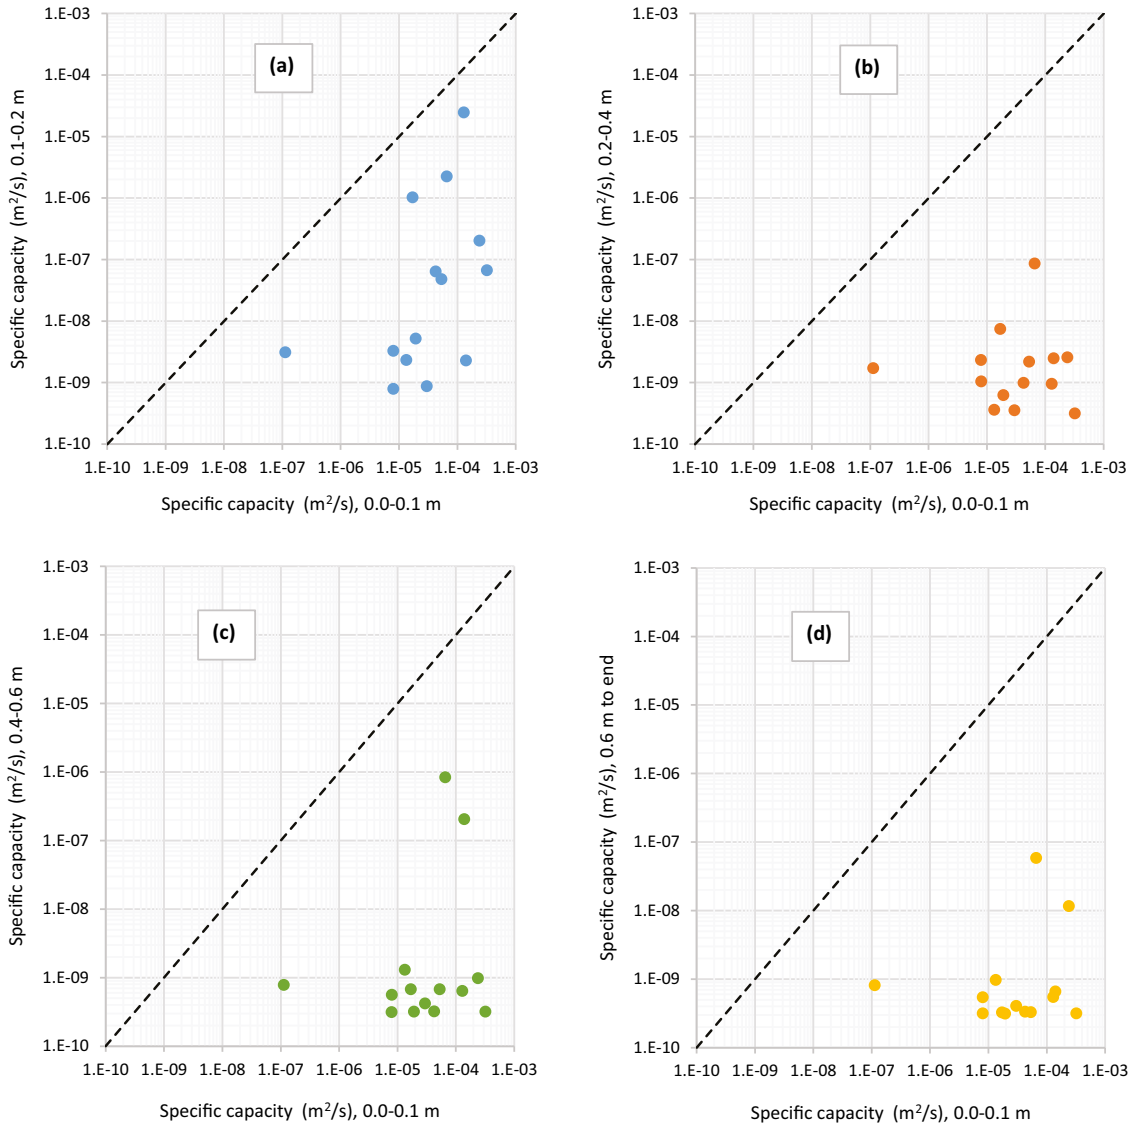 (a)
1.E-03
1.E-04
1.E-05
1.E-06
1.E-07
1.E-08
1.E-09
1.E-10
Specific capacity (m²/s), 0.1-0.2 m
1.E-10 1.E-09 1.E-08 1.E-07 1.E-06 1.E-05 1.E-04 1.E-03
Specific capacity (m²/s), 0.0-0.1 m
(b)
1.E-03
1.E-04
1.E-05
1.E-06
1.E-07
1.E-08
1.E-09
1.E-10
Specific capacity (m²/s), 0.2-0.4 m
1.E-10 1.E-09 1.E-08 1.E-07 1.E-06 1.E-05 1.E-04 1.E-03
Specific capacity (m²/s), 0.0-0.1 m
(c)
1.E-03
1.E-04
1.E-05
1.E-06
1.E-07
1.E-08
1.E-09
1.E-10
Specific capacity (m²/s), 0.4-0.6 m
1.E-10 1.E-09 1.E-08 1.E-07 1.E-06 1.E-05 1.E-04 1.E-03
Specific capacity (m²/s), 0.0-0.1 m
(d)
1.E-03
1.E-04
1.E-05
1.E-06
1.E-07
1.E-08
1.E-09
1.E-10
Specific capacity (m²/s), 0.6 m to end
1.E-10 1.E-09 1.E-08 1.E-07 1.E-06 1.E-05 1.E-04 1.E-03
Specific capacity (m²/s), 0.0-0.1 m